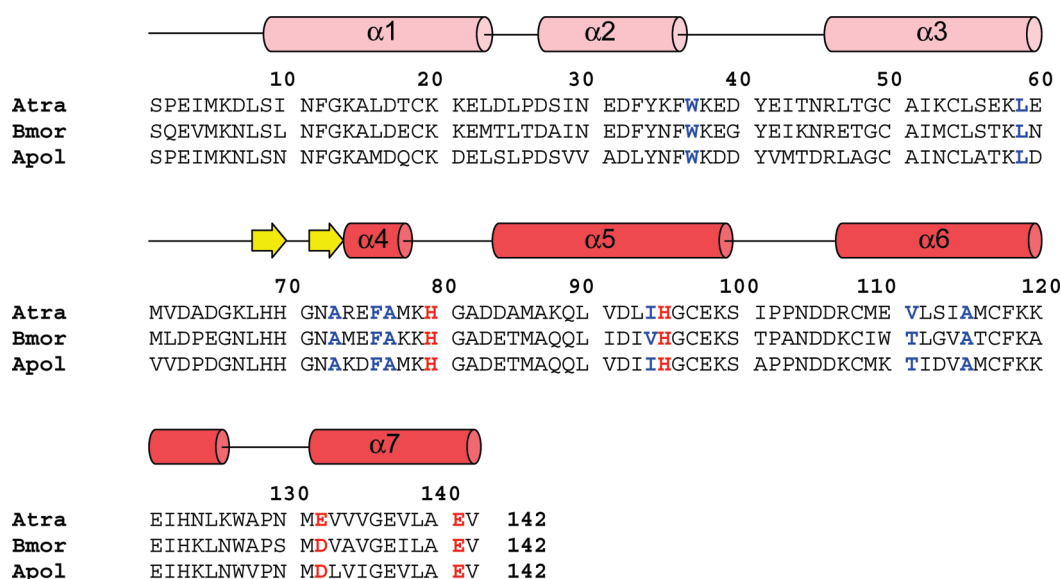 α1 α2 α3
10 20 30 40 50 60
Atra SPEIMKDLSI NFGKALDTCK KELDLPDSIN EDFYKFWKED YEITNRLTGC AIKCLSEKLE
Bmor SQEVMKNLSL NFGKALDECK KEMTLTDAIN EDFYNFWKEG YEIKNRETGC AIMCLSTKLN
Apol SPEIMKNLSN NFGKAMDQCK DELSLPDSVV ADLYNFWKDD YVMTDRLAGC AINCLATKLD
α4 α5 α6
70 80 90 100 110 120
Atra MVDADGKLHH GNAREFAMKH GADDAMAKQL VDLIHGCEKS IPPNDDRCME VLSIAMCFKK
Bmor MLDPEGNLHH GNAMEFAKKH GADETMAQQL IDIVHGCEKS TPANDDKCIW TLGVATCFKA
Apol VVDPDGNLHH GNAKDFAMKH GADETMAQQL VDIIHGCEKS APPNDDKCMK TIDVAMCFKK
α7
130 140
Atra EIHNLKWAPN MEVVVGEVLA EV 142
Bmor EIHKLNWAPS MDVAVGEILA EV 142
Apol EIHKLNWVPN MDLVIGEVLA EV 142